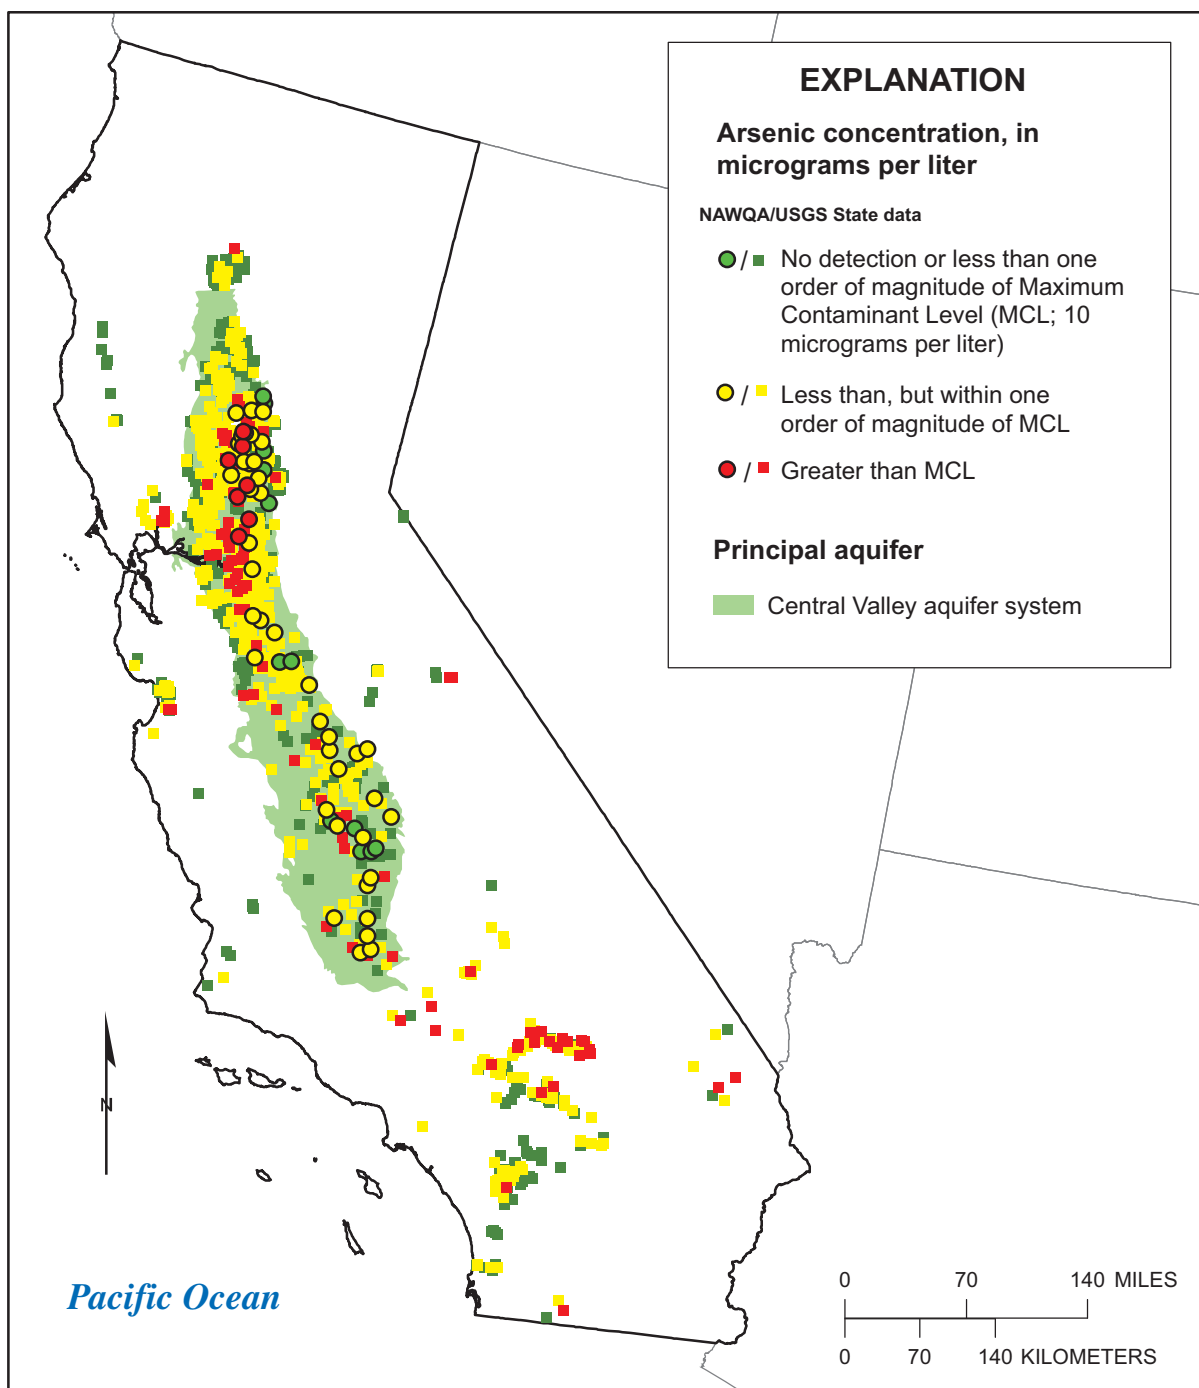 EXPLANATION
Arsenic concentration, in
micrograms per liter
NAWQA/USGS State data
/ No detection or less than one
order of magnitude of Maximum
Contaminant Level (MCL; 10
micrograms per liter)
/ Less than, but within one
order of magnitude of MCL
/ Greater than MCL
Principal aquifer
Central Valley aquifer system
N
Pacific Ocean
0 70 140 MILES
0 70 140 KILOMETERS